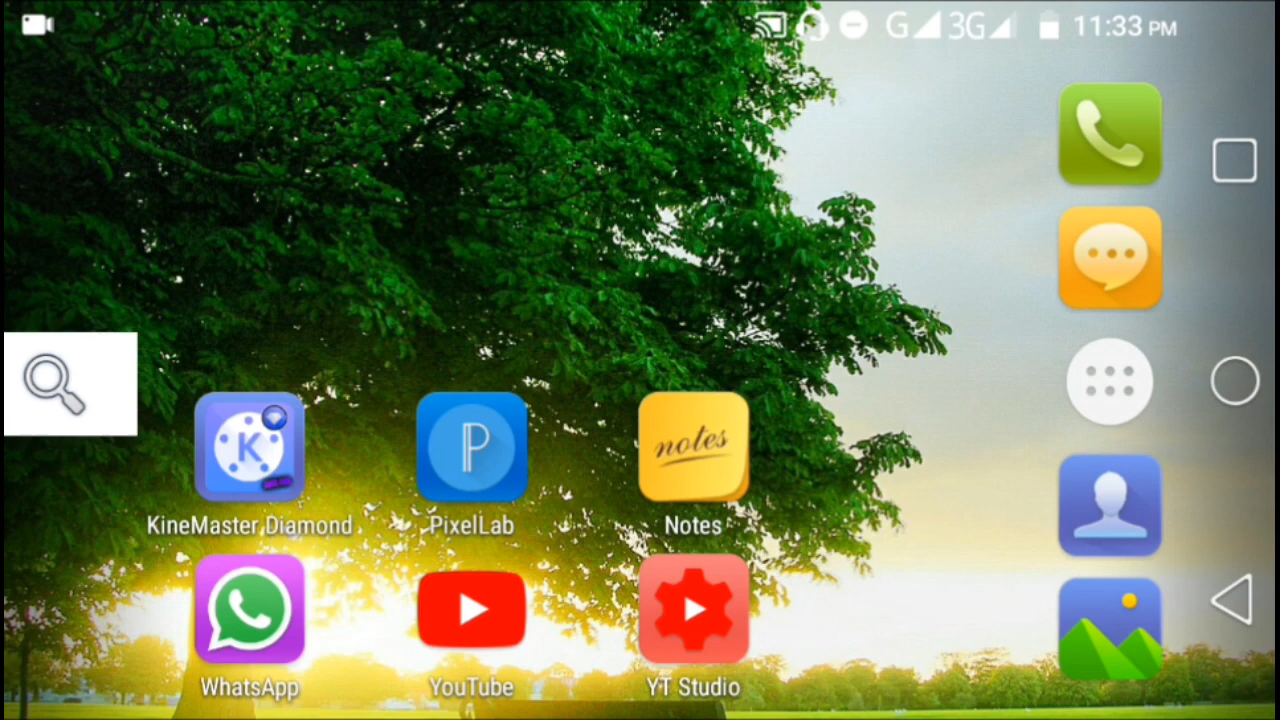 G 3G 11:33 PM
K P notes
KineMaster Diamond PixelLab Notes
WhatsApp YouTube YT Studio